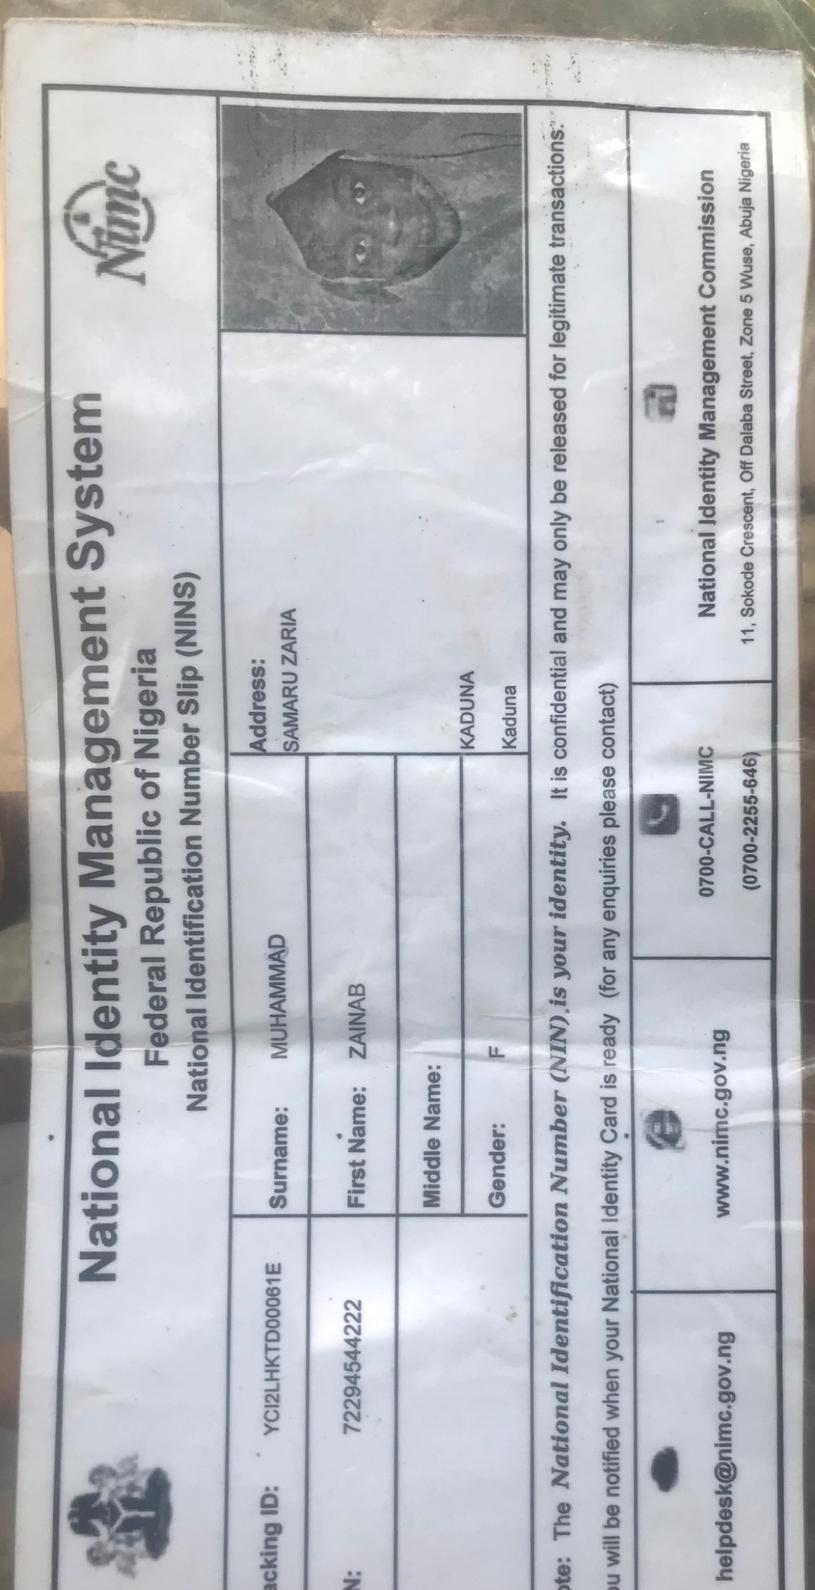 National Identity Management System
Federal Republic of Nigeria
National Identification Number Slip (NINS)
Nimc
acking ID: YCI2LHKTD00061E
Surname: MUHAMMAD
Address:
SAMARU ZARIA
N: 72294544222
First Name: ZAINAB
Middle Name:
KADUNA
Gender: F
Kaduna
ote: The National Identification Number (NIN) is your identity. It is confidential and may only be released for legitimate transactions.
ou will be notified when your National Identity Card is ready (for any enquiries please contact)
helpdesk@nimc.gov.ng
www.nimc.gov.ng
0700-CALL-NIMC
(0700-2255-646)
National Identity Management Commission
11, Sokode Crescent, Off Dalaba Street, Zone 5 Wuse, Abuja Nigeria